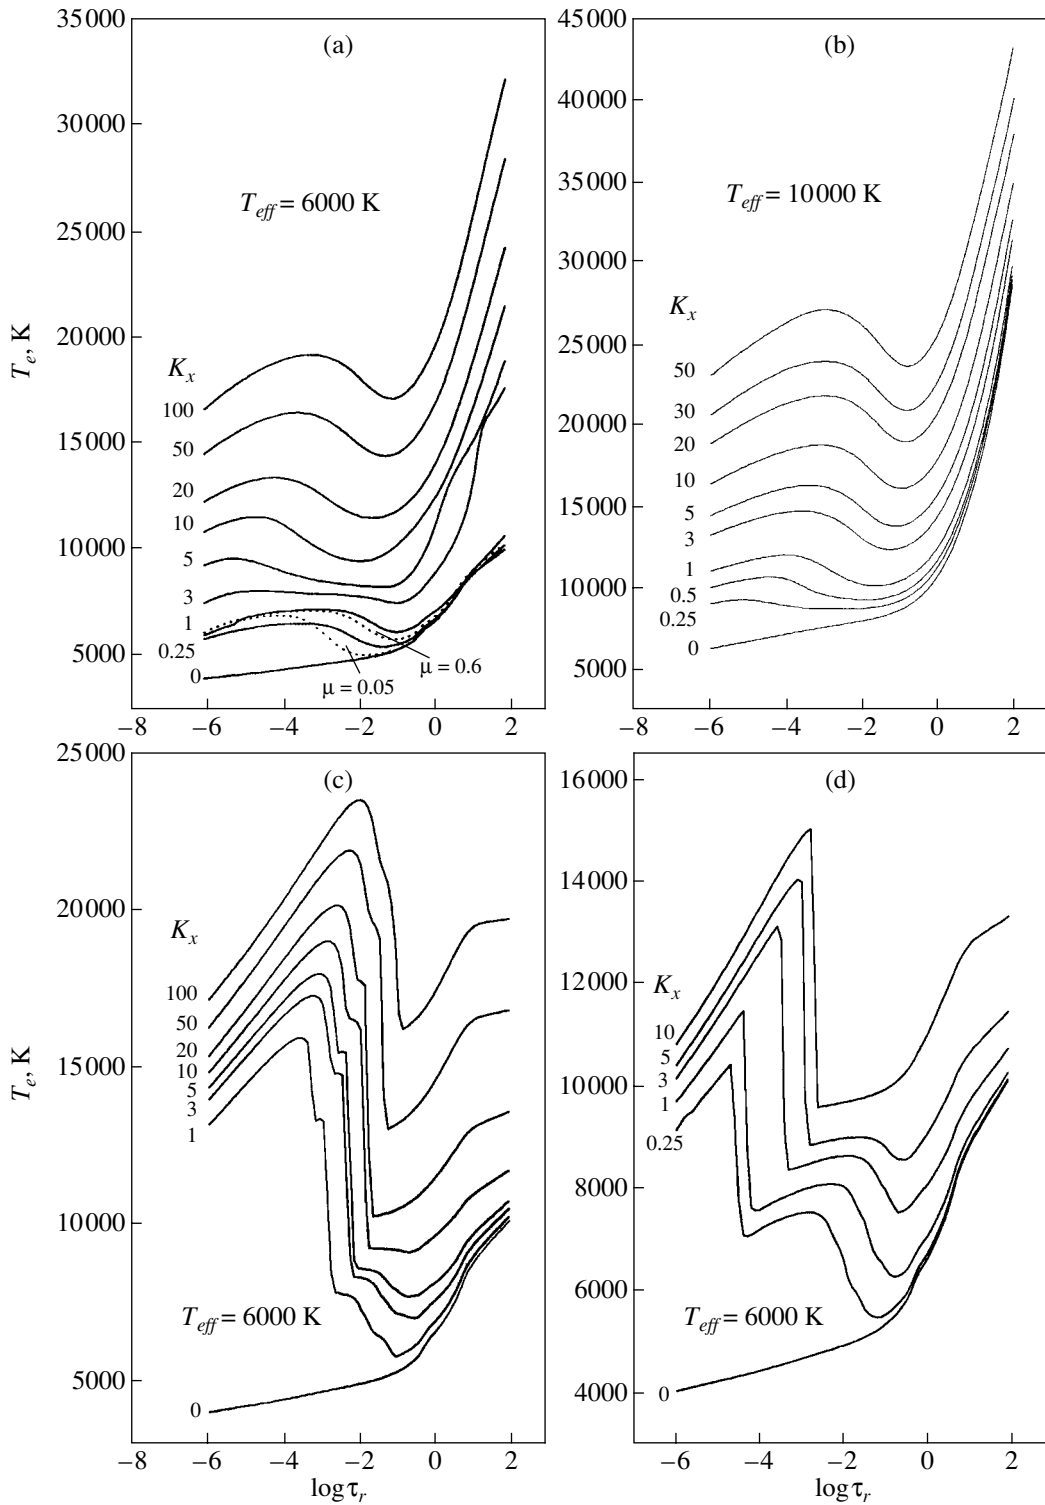 (a)
35000
30000
25000
20000
15000
10000
5000
T_e, K
T_eff = 6000 K
K_x
100
50
20
10
5
3
1
0.25
0
μ = 0.6
μ = 0.05
−8 −6 −4 −2 0 2
(b)
45000
45000
40000
35000
30000
25000
20000
15000
10000
5000
T_eff = 10000 K
K_x
50
30
20
10
5
3
1
0.5
0.25
0
−8 −6 −4 −2 0 2
(c)
25000
20000
15000
10000
5000
T_e, K
K_x
100
50
20
10
5
3
1
T_eff = 6000 K
0
−8 −6 −4 −2 0 2
log τ_r
(d)
16000
14000
12000
10000
8000
6000
4000
K_x
10
5
3
1
0.25
T_eff = 6000 K
0
−8 −6 −4 −2 0 2
log τ_r